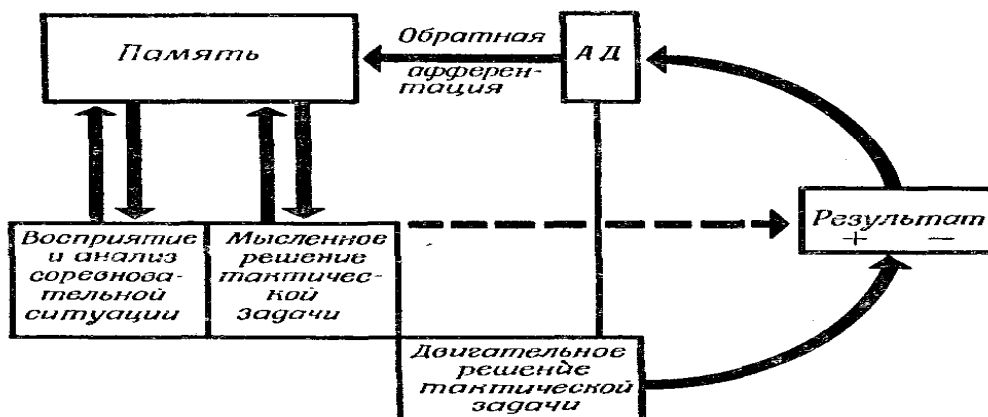 Память
Обратная
афферен-
тация
АД
Восприятие
и анализ
соревнова-
тельной
ситуации
Мысленное
решение
тактичес-
кой
задачи
Результат
+ −
Двигательное
решение
тактической
задачи